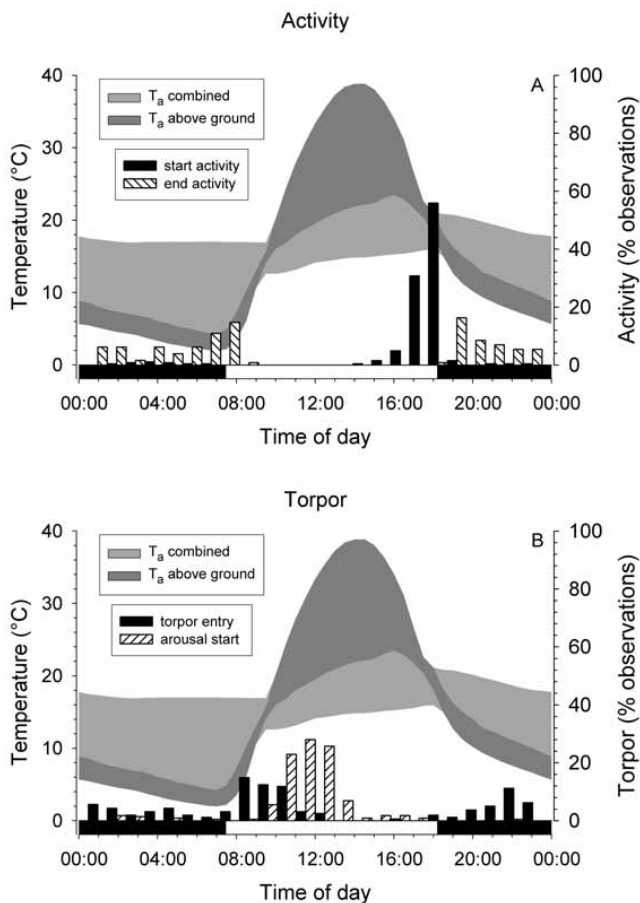 Activity
A
T_a combined
T_a above ground
start activity
end activity
Temperature (°C)
40
30
20
10
0
Activity (% observations)
100
80
60
40
20
0
00:00 04:00 08:00 12:00 16:00 20:00 00:00
Time of day
Torpor
B
T_a combined
T_a above ground
torpor entry
arousal start
Temperature (°C)
40
30
20
10
0
Torpor (% observations)
100
80
60
40
20
0
00:00 04:00 08:00 12:00 16:00 20:00 00:00
Time of day